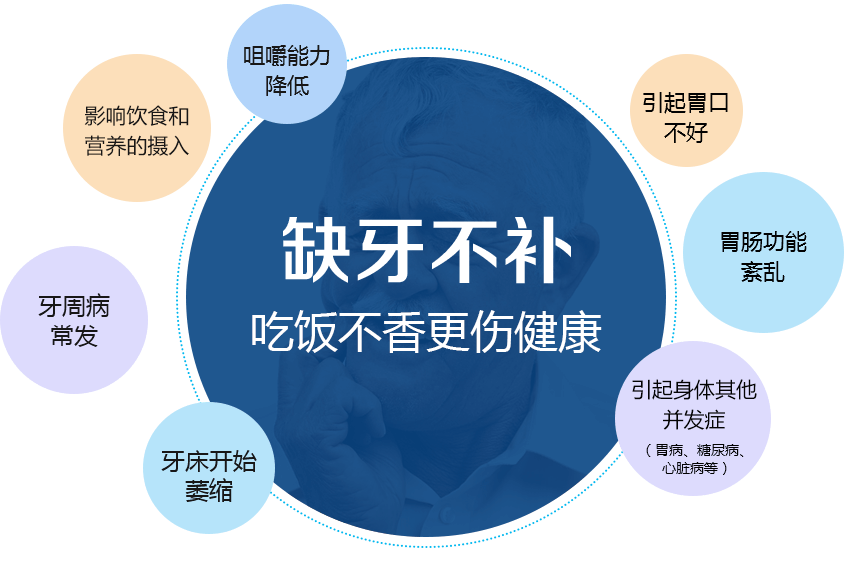 咀嚼能力
降低
影响饮食和
营养的摄入
引起胃口
不好
缺牙不补
吃饭不香更伤健康
胃肠功能
紊乱
牙周病
常发
引起身体其他
并发症
(胃病、糖尿病、
心脏病等)
牙床开始
萎缩